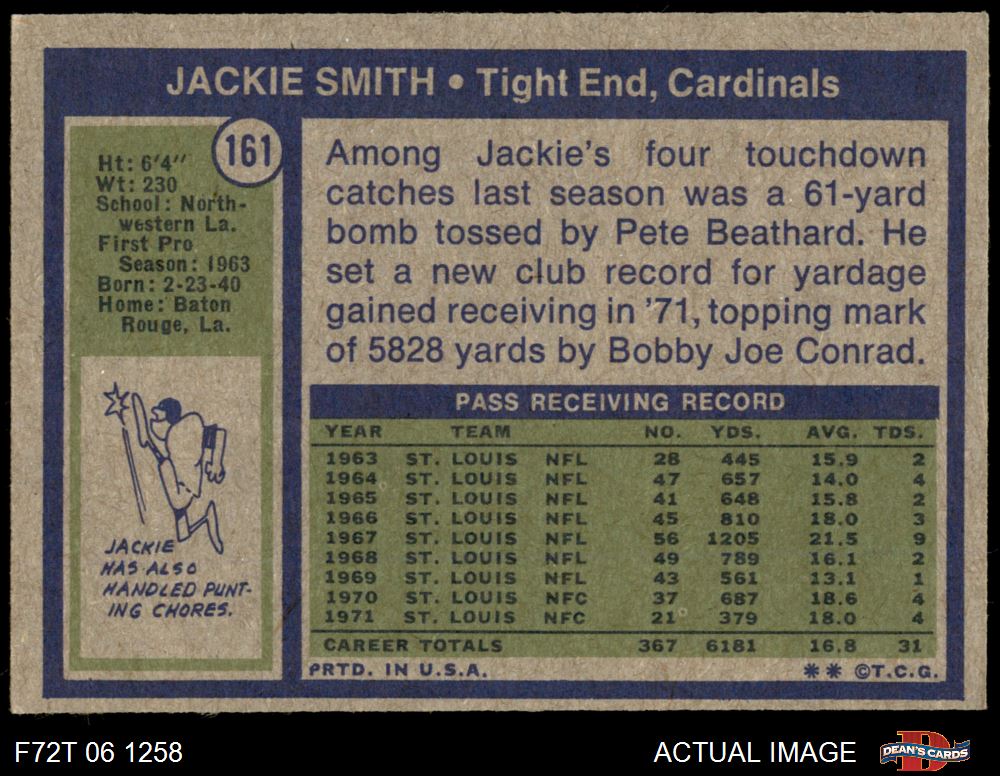 JACKIE SMITH • Tight End, Cardinals
161
Ht: 6'4"
Wt: 230
School: North-
western La.
First Pro
Season: 1963
Born: 2-23-40
Home: Baton
Rouge, La.
JACKIE
HAS ALSO
HANDLED PUNT-
ING CHORES.
Among Jackie's four touchdown
catches last season was a 61-yard
bomb tossed by Pete Beathard. He
set a new club record for yardage
gained receiving in '71, topping mark
of 5828 yards by Bobby Joe Conrad.
PASS RECEIVING RECORD
YEAR TEAM NO. YDS. AVG. TDS.
1963 ST. LOUIS NFL 28 445 15.9 2
1964 ST. LOUIS NFL 47 657 14.0 4
1965 ST. LOUIS NFL 41 648 15.8 2
1966 ST. LOUIS NFL 45 810 18.0 3
1967 ST. LOUIS NFL 56 1205 21.5 9
1968 ST. LOUIS NFL 49 789 16.1 2
1969 ST. LOUIS NFL 43 561 13.1 1
1970 ST. LOUIS NFC 37 687 18.6 4
1971 ST. LOUIS NFC 21 379 18.0 4
CAREER TOTALS 367 6181 16.8 31
PRTD. IN U.S.A. ** ©T.C.G.
F72T 06 1258 ACTUAL IMAGE D DEAN'S CARDS